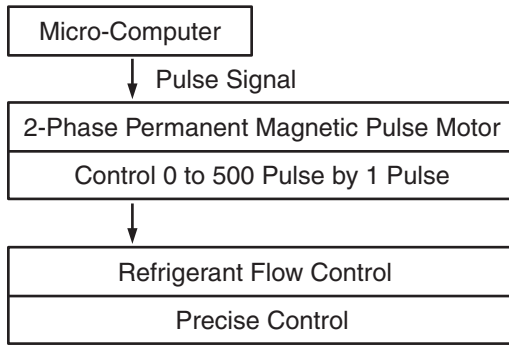 Micro-Computer
Pulse Signal
2-Phase Permanent Magnetic Pulse Motor
Control 0 to 500 Pulse by 1 Pulse
Refrigerant Flow Control
Precise Control